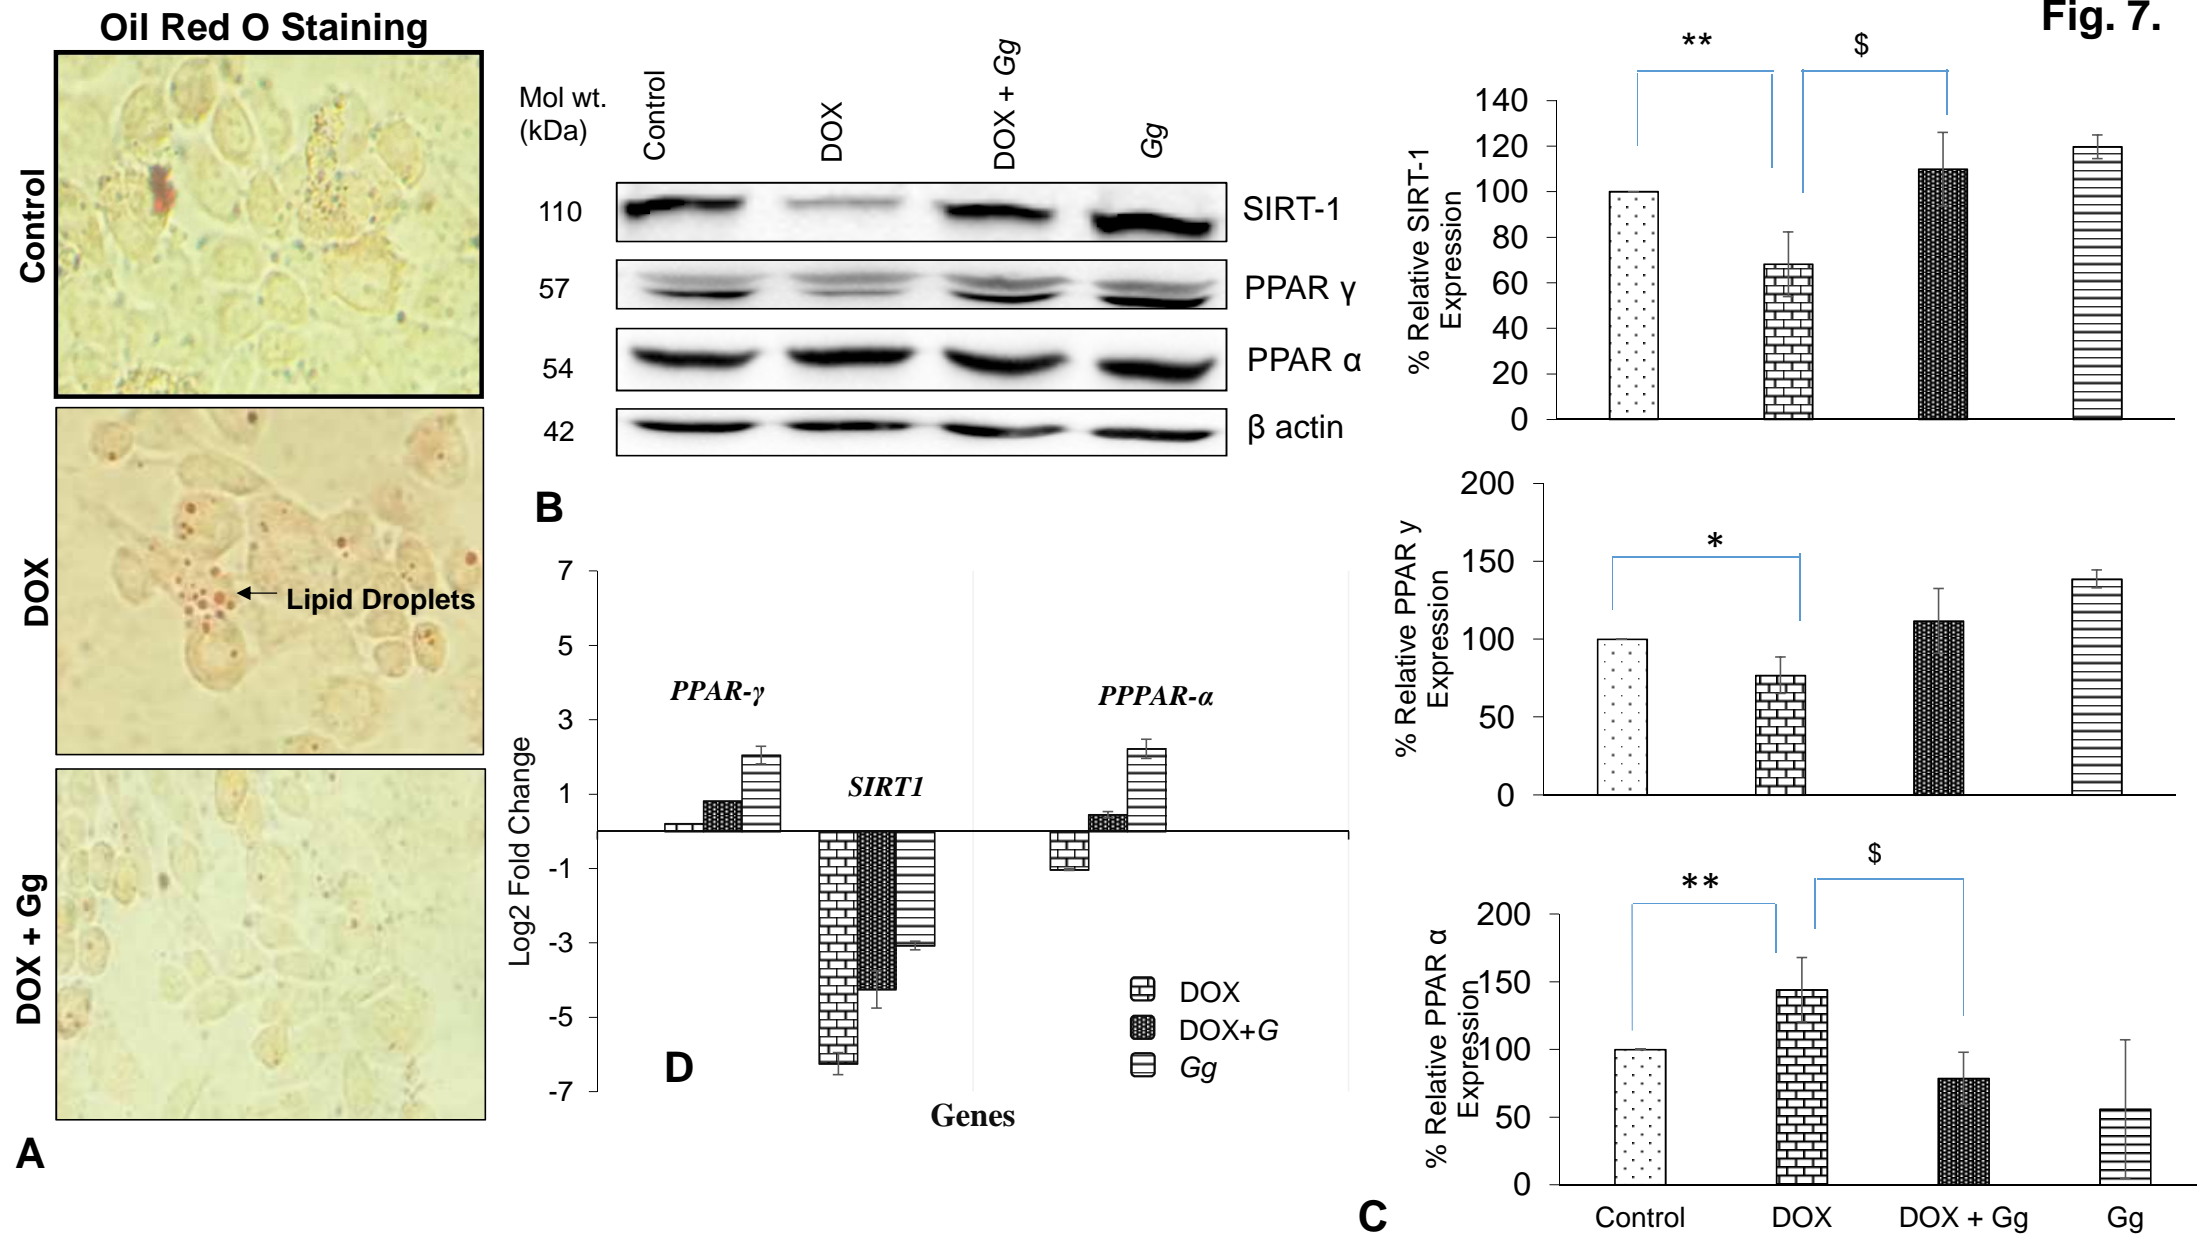 Fig. 7.
Oil Red O Staining
Control
DOX
Lipid Droplets
DOX + Gg
A
Mol wt.
(kDa)
Control
DOX
DOX + Gg
Gg
110
SIRT-1
57
PPAR γ
54
PPAR α
42
β actin
B
Log2 Fold Change
7
5
3
1
-1
-3
-5
-7
PPAR-γ
SIRT1
PPPAR-α
DOX
DOX+G
Gg
D
Genes
% Relative SIRT-1
Expression
140
120
100
80
60
40
20
0
**
$
% Relative PPAR y
Expression
200
150
100
50
0
*
% Relative PPAR α
Expression
200
150
100
50
0
**
$
Control
DOX
DOX + Gg
Gg
C